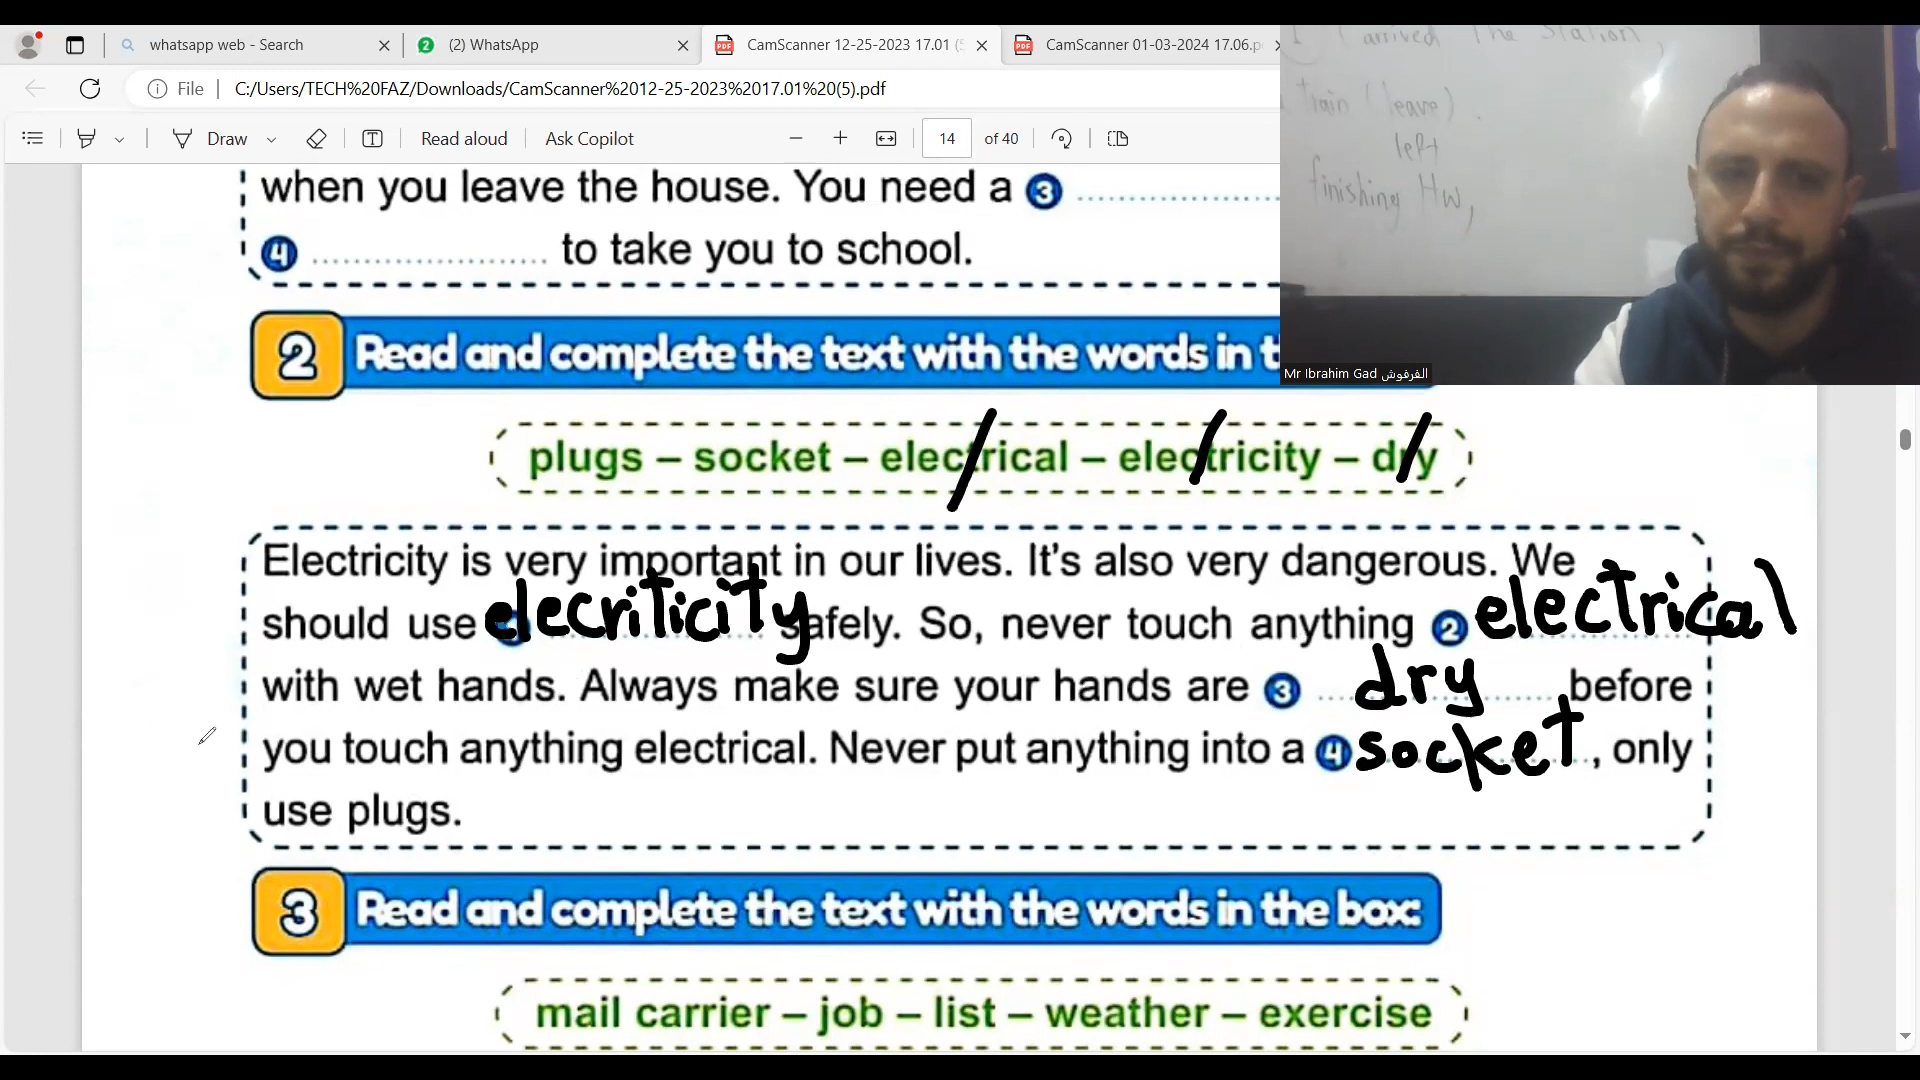 whatsapp web - Search
(2) WhatsApp
CamScanner 12-25-2023 17.01 (5
CamScanner 01-03-2024 17.06.p
File
C:/Users/TECH%20FAZ/Downloads/CamScanner%2012-25-2023%2017.01%20(5).pdf
Draw
Read aloud
Ask Copilot
14 of 40
I (arrived the station,
train (leave).
left
finishing Hw,
Mr Ibrahim Gad الفرفوش
when you leave the house. You need a 3 ....................
4 .................... to take you to school.
2 Read and complete the text with the words in t
plugs – socket – electrical – electricity – dry
Electricity is very important in our lives. It's also very dangerous. We
should use elecriticity safely. So, never touch anything 2 electrical
with wet hands. Always make sure your hands are 3 dry before
you touch anything electrical. Never put anything into a 4 socket, only
use plugs.
3 Read and complete the text with the words in the box:
mail carrier – job – list – weather – exercise